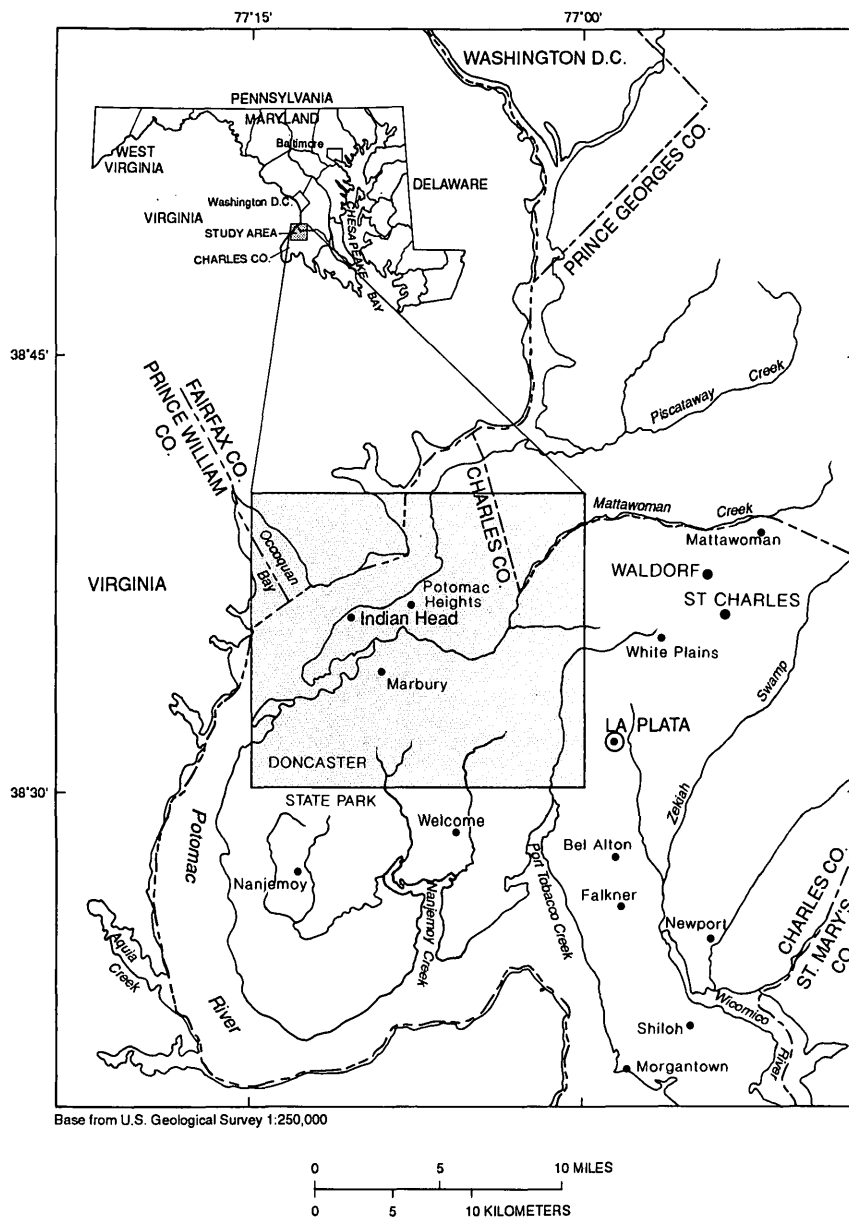 77°15' 77°00'
WASHINGTON D.C.
PENNSYLVANIA
MARYLAND
Baltimore
WEST
VIRGINIA
DELAWARE
Washington D.C.
VIRGINIA
CHESAPEAKE
BAY
STUDY AREA
CHARLES CO.
PRINCE GEORGES CO.
38°45'
Piscataway Creek
FAIRFAX CO.
PRINCE WILLIAM
CO.
CHARLES CO.
Mattawoman Creek
Mattawoman
Occoquan
Bay
VIRGINIA
WALDORF
Potomac
Heights
ST CHARLES
Indian Head
White Plains
Marbury
Swamp
LA PLATA
DONCASTER
38°30'
STATE PARK
Zekiah
Potomac
Welcome
Bel Alton
Port Tobacco Creek
Nanjemoy
Falkner
Nanjemoy
Creek
CHARLES CO.
ST. MARY'S
CO.
Newport
Aquia
Creek
River
Wicomico
River
Shiloh
Morgantown
Base from U.S. Geological Survey 1:250,000
0 5 10 MILES
0 5 10 KILOMETERS